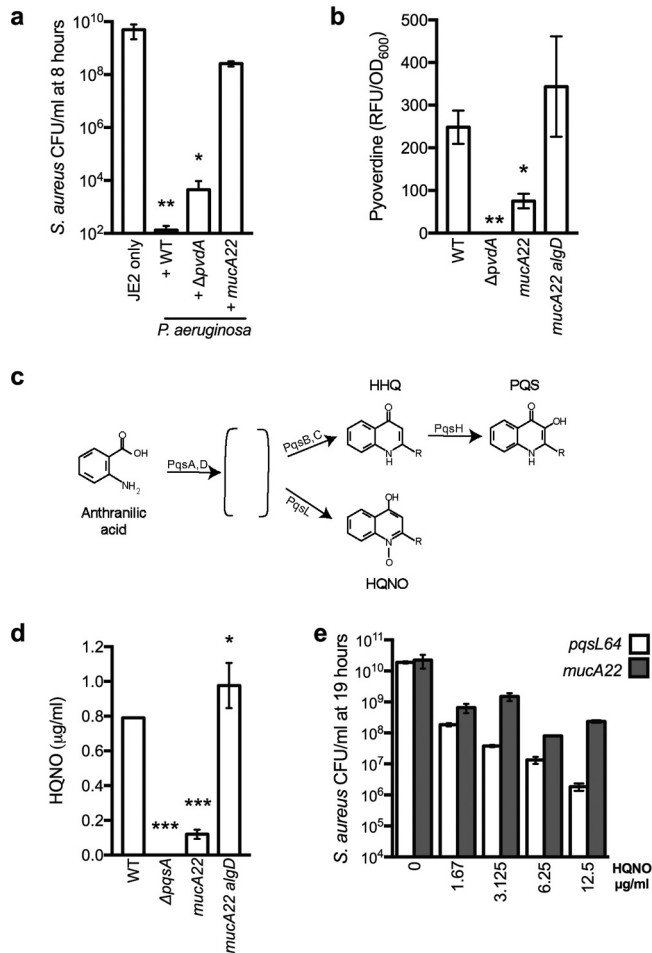 a
S. aureus CFU/ml at 8 hours
10^10
10^8
10^6
10^4
10^2
**
*
JE2 only
+ WT
+ ΔpvdA
+ mucA22
P. aeruginosa
b
Pyoverdine (RFU/OD600)
500
400
300
200
100
0
**
*
WT
ΔpvdA
mucA22
mucA22 algD
c
HHQ
PQS
O
O
OH
PqsB,C
PqsH
N
H
R
N
H
R
O
OH
NH2
PqsA,D
Anthranilic
acid
PqsL
OH
N
R
O
HQNO
d
HQNO (µg/ml)
1.2
1.0
0.8
0.6
0.4
0.2
0.0
***
***
*
WT
ΔpqsA
mucA22
mucA22 algD
e
S. aureus CFU/ml at 19 hours
10^11
10^10
10^9
10^8
10^7
10^6
10^5
10^4
pqsL64
mucA22
0
1.67
3.125
6.25
12.5
HQNO
µg/ml